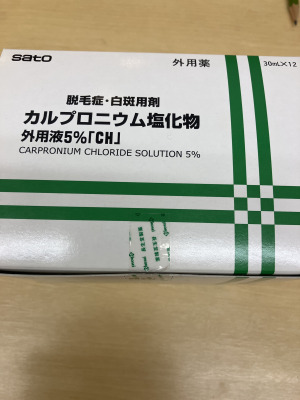 sato
外用薬
30mL×12
脱毛症・白斑用剤
カルプロニウム塩化物
外用液5%「CH」
CARPRONIUM CHLORIDE SOLUTION 5%